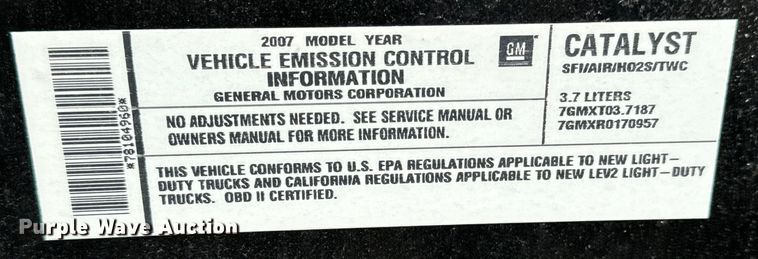 2007 MODEL YEAR
VEHICLE EMISSION CONTROL
INFORMATION
GENERAL MOTORS CORPORATION
GM
CATALYST
SFI/AIR/HO2S/TWC
NO ADJUSTMENTS NEEDED. SEE SERVICE MANUAL OR
OWNERS MANUAL FOR MORE INFORMATION.
3.7 LITERS
7GMXT03.7187
7GMXR0170957
THIS VEHICLE CONFORMS TO U.S. EPA REGULATIONS APPLICABLE TO NEW LIGHT-
DUTY TRUCKS AND CALIFORNIA REGULATIONS APPLICABLE TO NEW LEV2 LIGHT-DUTY
TRUCKS. OBD II CERTIFIED.
*78104960*
Purple Wave Auction